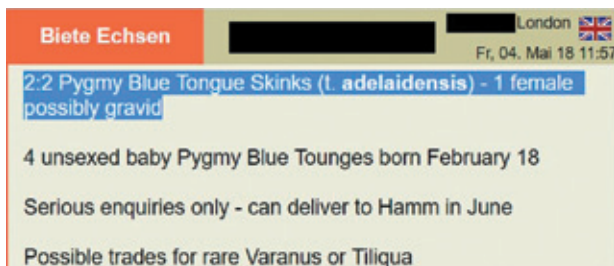 Biete Echsen
London
Fr, 04. Mai 18 11:57
2:2 Pygmy Blue Tongue Skinks (t. adelaidensis) - 1 female
possibly gravid
4 unsexed baby Pygmy Blue Tounges born February 18
Serious enquiries only - can deliver to Hamm in June
Possible trades for rare Varanus or Tiliqua